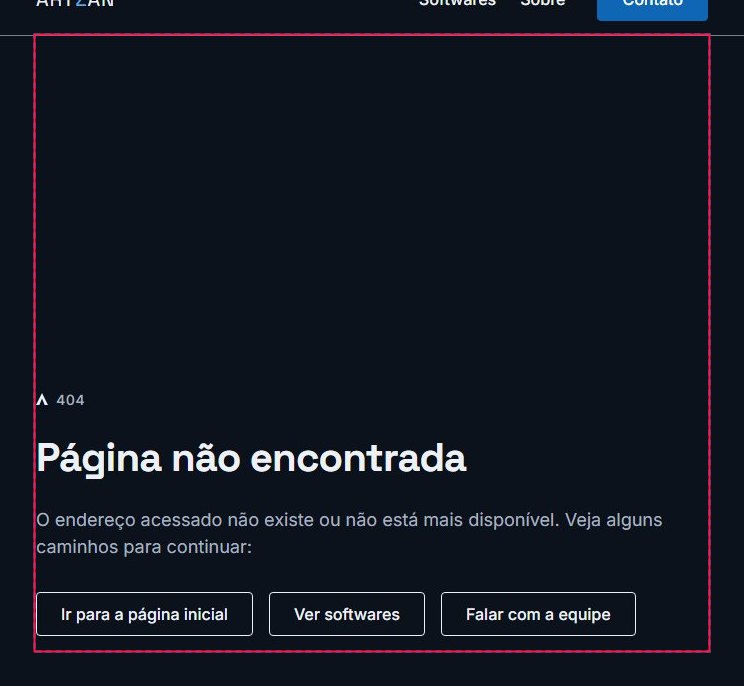 ARTZAN
Softwares Sobre Contato
404
Página não encontrada
O endereço acessado não existe ou não está mais disponível. Veja alguns
caminhos para continuar:
Ir para a página inicial Ver softwares Falar com a equipe